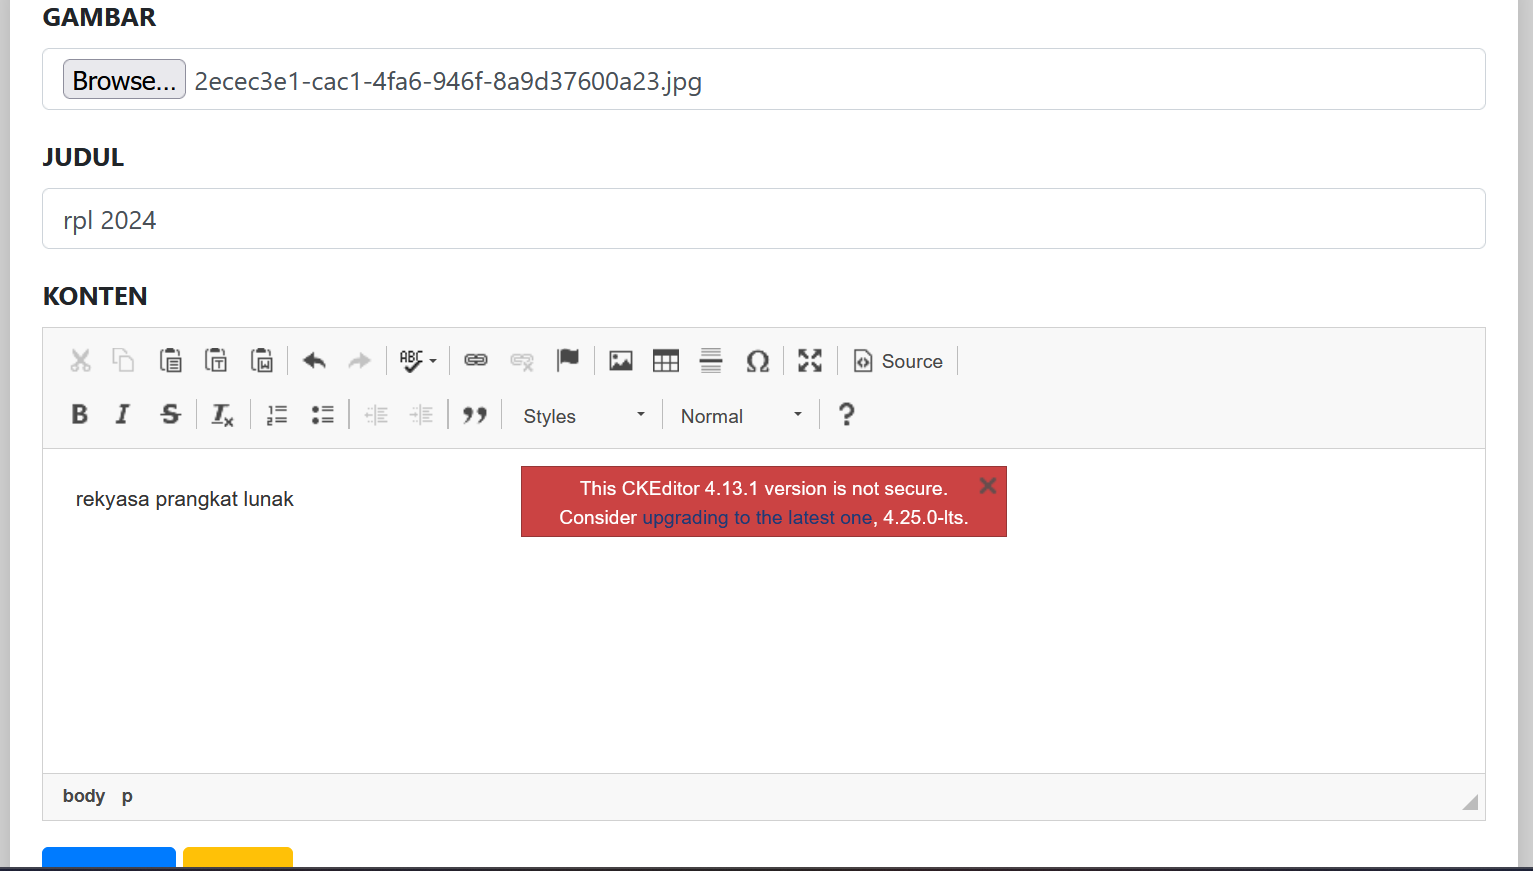 GAMBAR
Browse... 2ecec3e1-cac1-4fa6-946f-8a9d37600a23.jpg
JUDUL
rpl 2024
KONTEN
ABC Source
Styles Normal ?
This CKEditor 4.13.1 version is not secure.
rekyasa prangkat lunak
Consider upgrading to the latest one, 4.25.0-lts.
body p